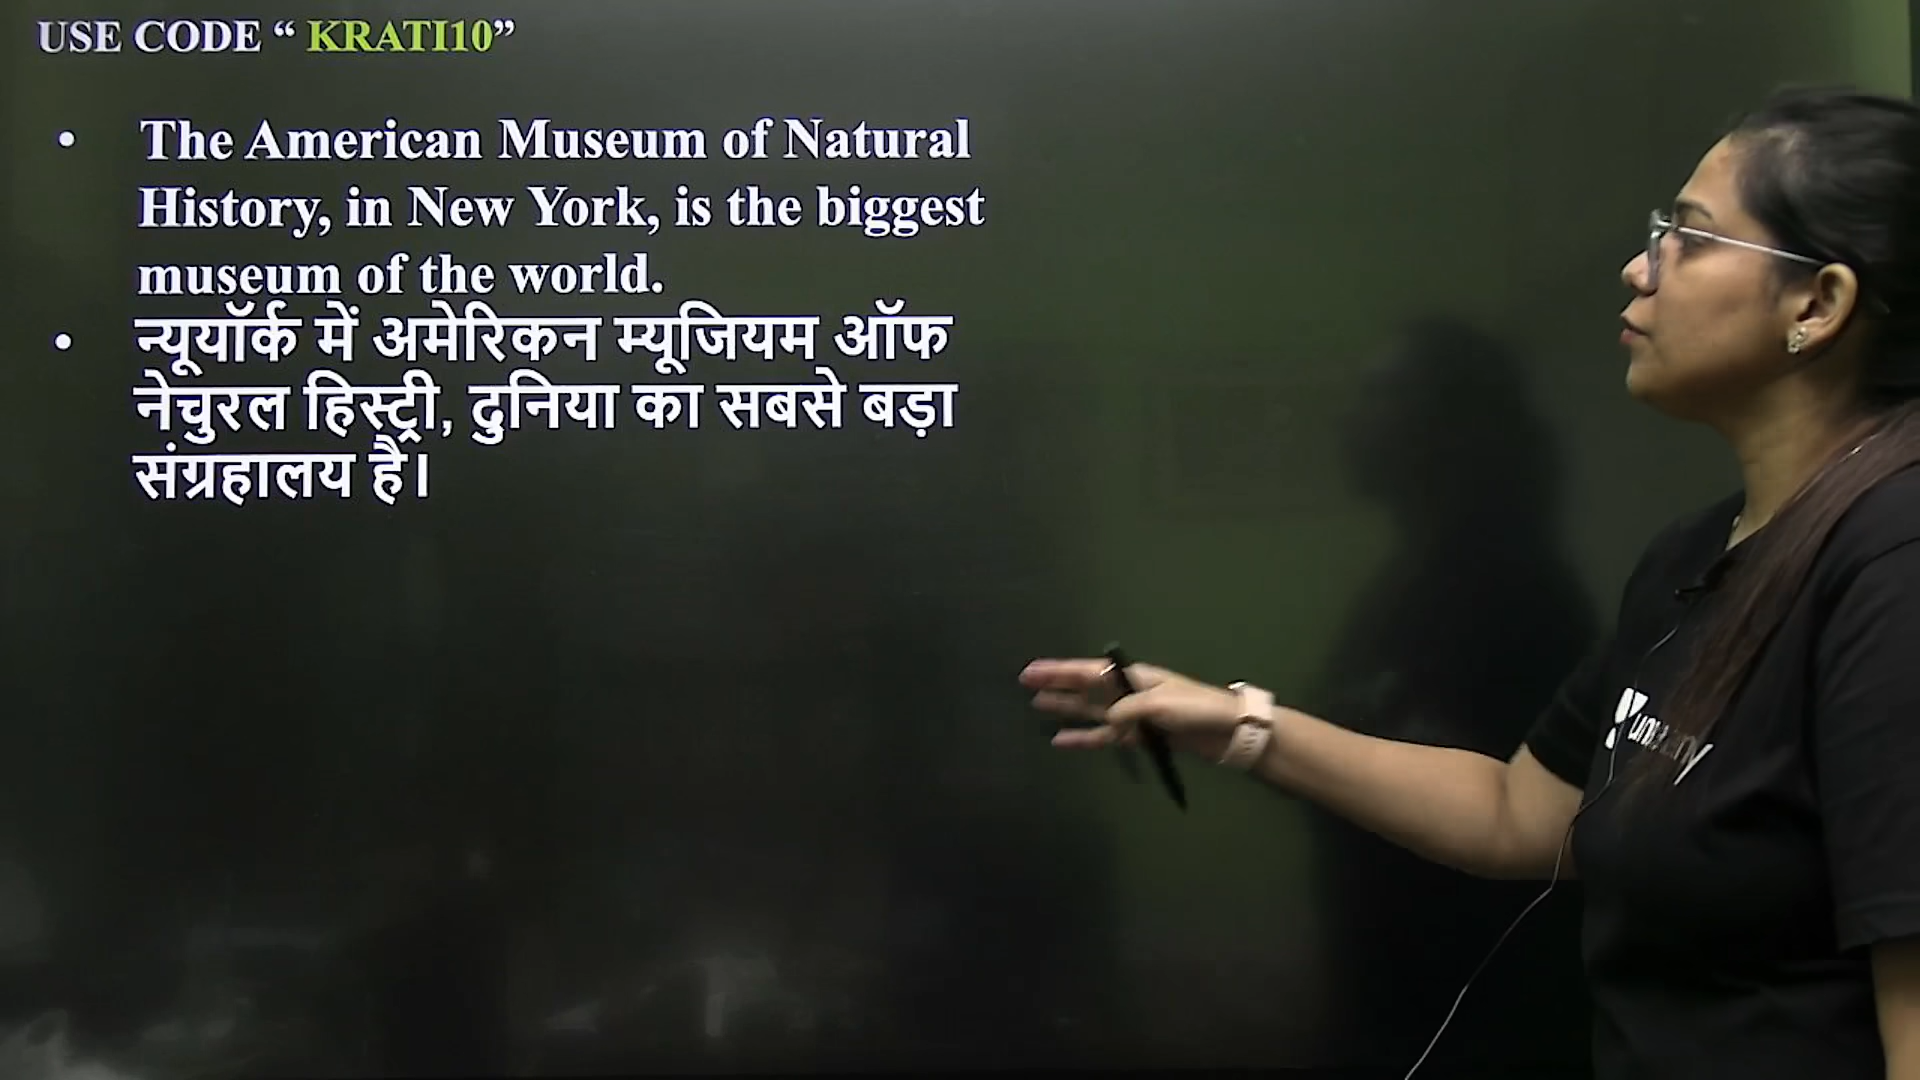 USE CODE “ KRATI10”
• The American Museum of Natural
History, in New York, is the biggest
museum of the world.
• न्यूयॉर्क में अमेरिकन म्यूजियम ऑफ
नेचुरल हिस्ट्री, दुनिया का सबसे बड़ा
संग्रहालय है।